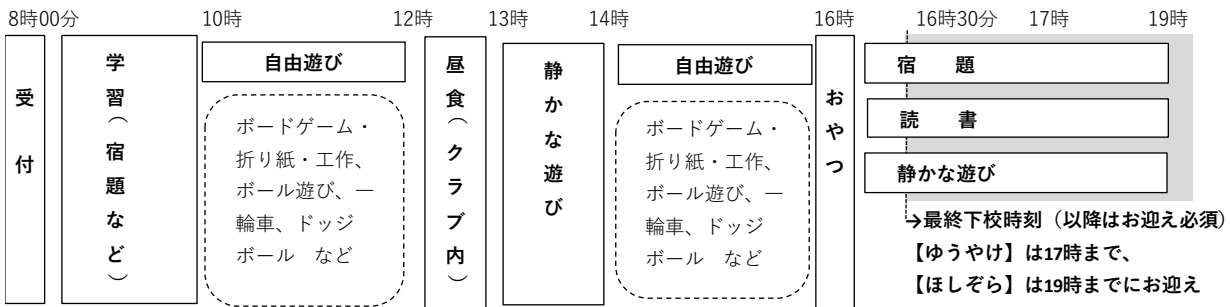 8時00分 10時 12時 13時 14時 16時 16時30分 17時 19時
受付
学習（宿題など）
自由遊び
ボードゲーム・
折り紙・工作、
ボール遊び、一
輪車、ドッジ
ボール　など
昼食（クラブ内）
静かな遊び
自由遊び
ボードゲーム・
折り紙・工作、
ボール遊び、一
輪車、ドッジ
ボール　など
おやつ
宿　題
読　書
静かな遊び
→最終下校時刻（以降はお迎え必須）
【ゆうやけ】は17時まで、
【ほしぞら】は19時までにお迎え